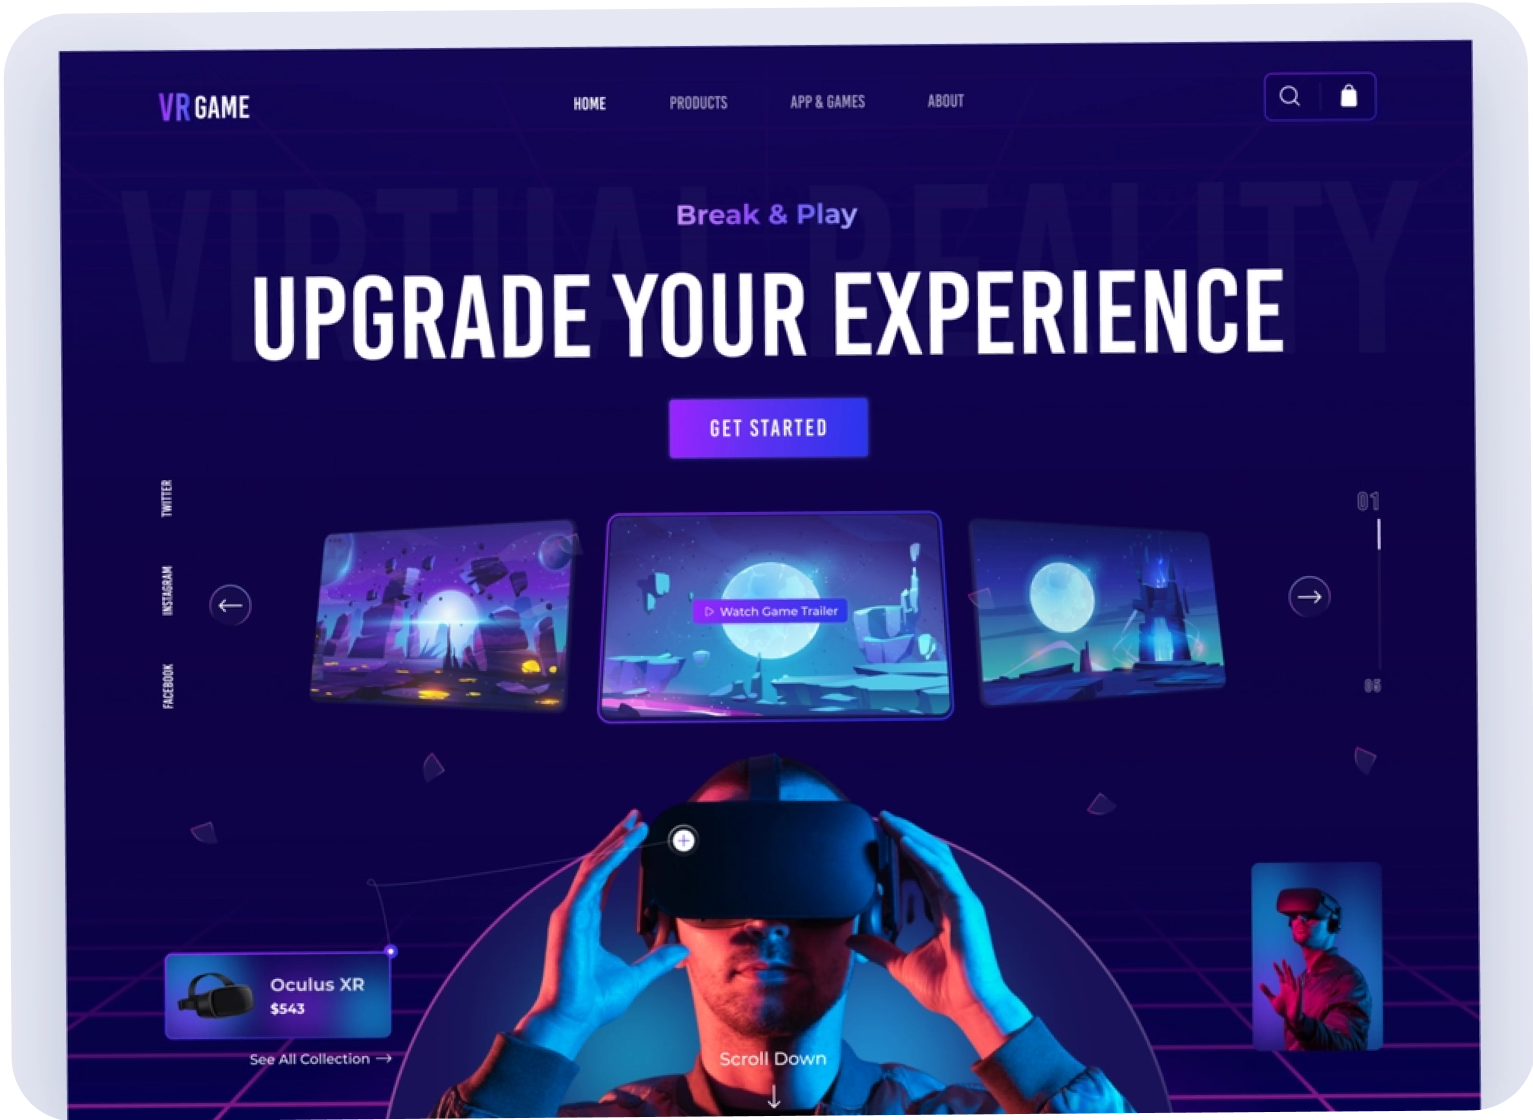 VR GAME
HOME
PRODUCTS
APP & GAMES
ABOUT
VIRTUAL REALITY
Break & Play
UPGRADE YOUR EXPERIENCE
GET STARTED
TWITTER
INSTAGRAM
FACEBOOK
Watch Game Trailer
01
05
Oculus XR
$543
See All Collection →
Scroll Down